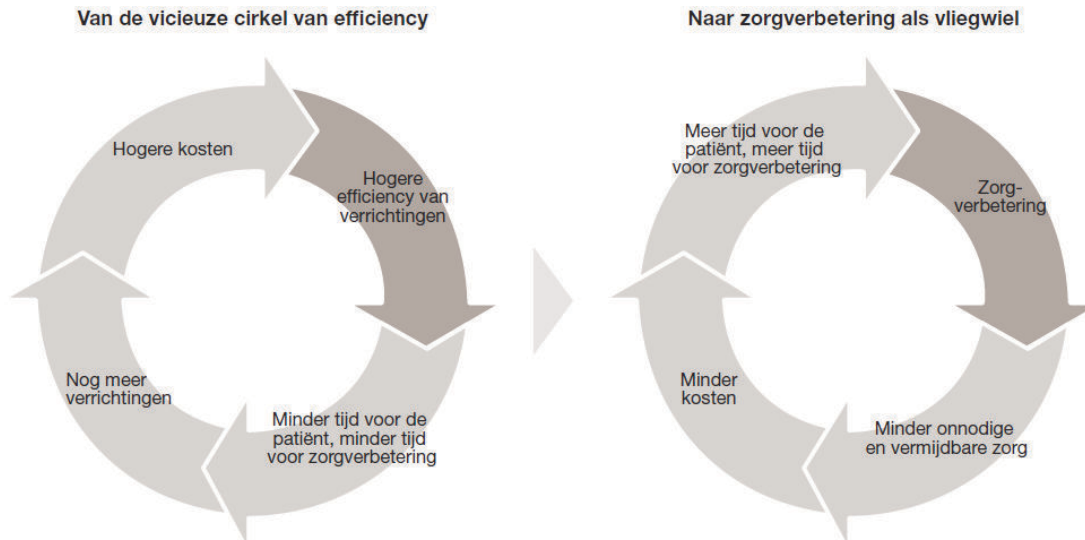 Van de vicieuze cirkel van efficiency
Hogere kosten
Hogere
efficiency van
verrichtingen
Minder tijd voor de
patiënt, minder tijd
voor zorgverbetering
Nog meer
verrichtingen
Naar zorgverbetering als vliegwiel
Meer tijd voor de
patiënt, meer tijd
voor zorgverbetering
Zorg-
verbetering
Minder onnodige
en vermijdbare zorg
Minder
kosten